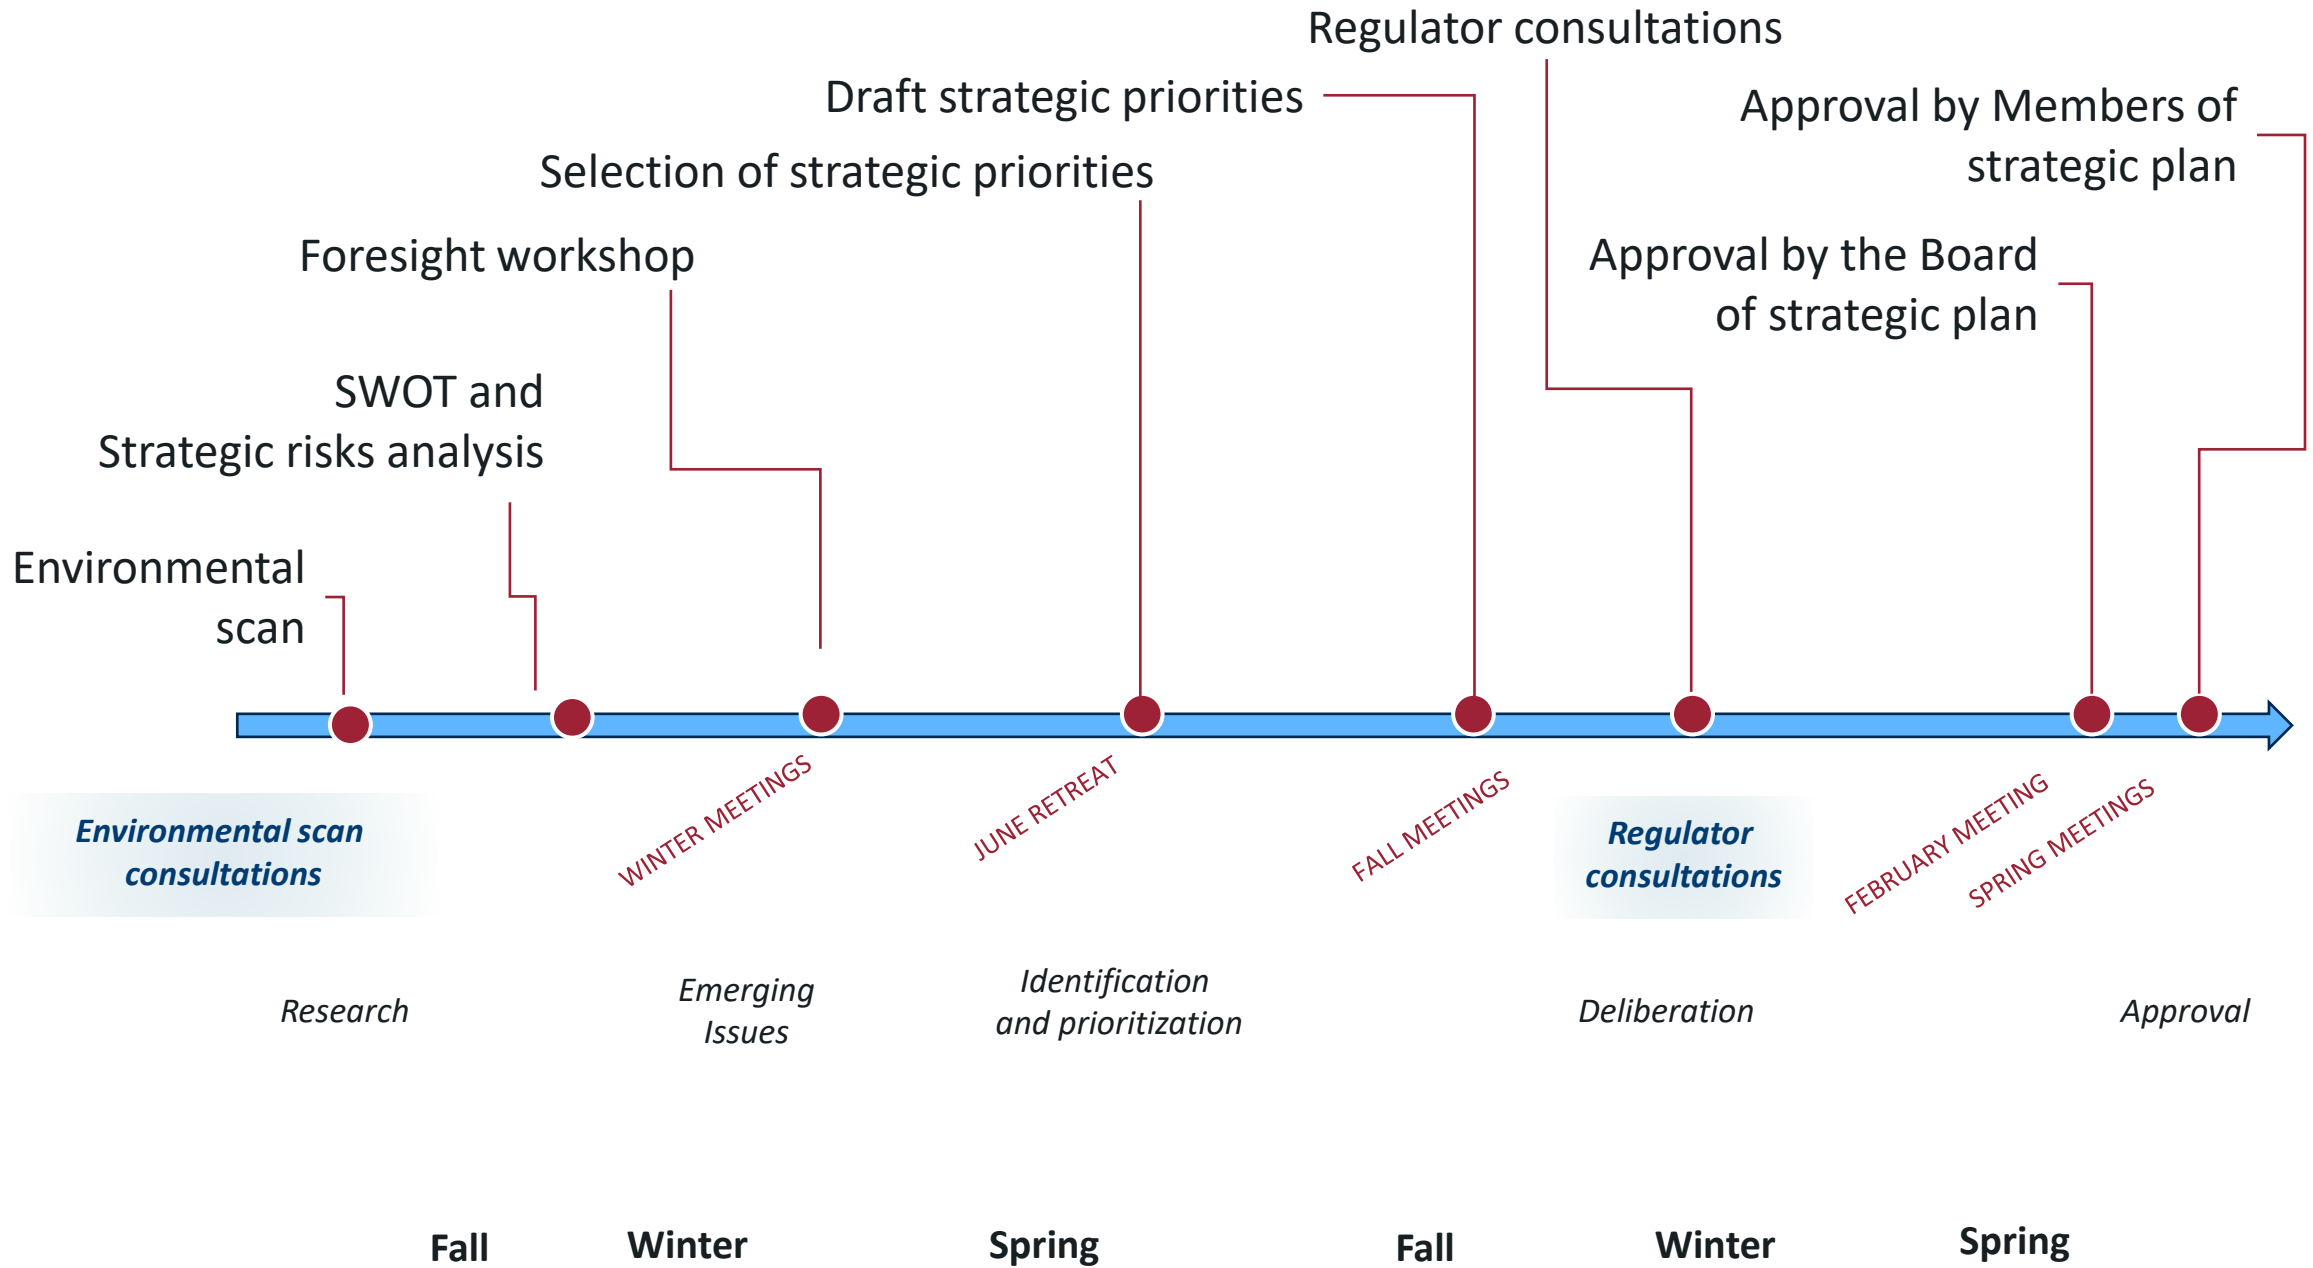 Regulator consultations
Draft strategic priorities
Approval by Members of
strategic plan
Selection of strategic priorities
Foresight workshop
Approval by the Board
of strategic plan
SWOT and
Strategic risks analysis
Environmental
scan
Environmental scan
consultations
WINTER MEETINGS
JUNE RETREAT
FALL MEETINGS
Regulator
consultations
FEBRUARY MEETING
SPRING MEETINGS
Research
Emerging
Issues
Identification
and prioritization
Deliberation
Approval
Fall
Winter
Spring
Fall
Winter
Spring